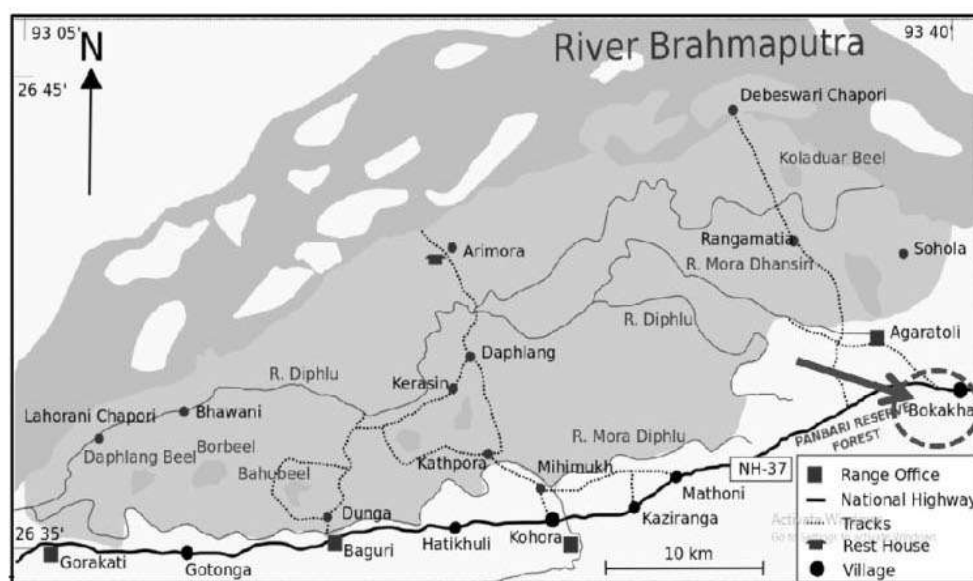 93 05'
93 40'
N
River Brahmaputra
26 45'
Debeswari Chapori
Koladuar Beel
Arimora
Rangamatia
Sohola
R. Mora Dhansiri
R. Diphlu
Agaratoli
Daphlang
R. Diphlu
Kerasin
Lahorani Chapori
Bhawani
Bokakha
PANBARI RESERVE
FOREST
Daphlang Beel
Borbeel
R. Mora Diphlu
Bahubeel
Kathpora
Mihimukh
NH-37
Range Office
Mathoni
National Highway
Dunga
Kaziranga
Tracks
26 35'
Hatikhuli
Kohora
Rest House
Gorakati
Gotonga
Baguri
10 km
Village